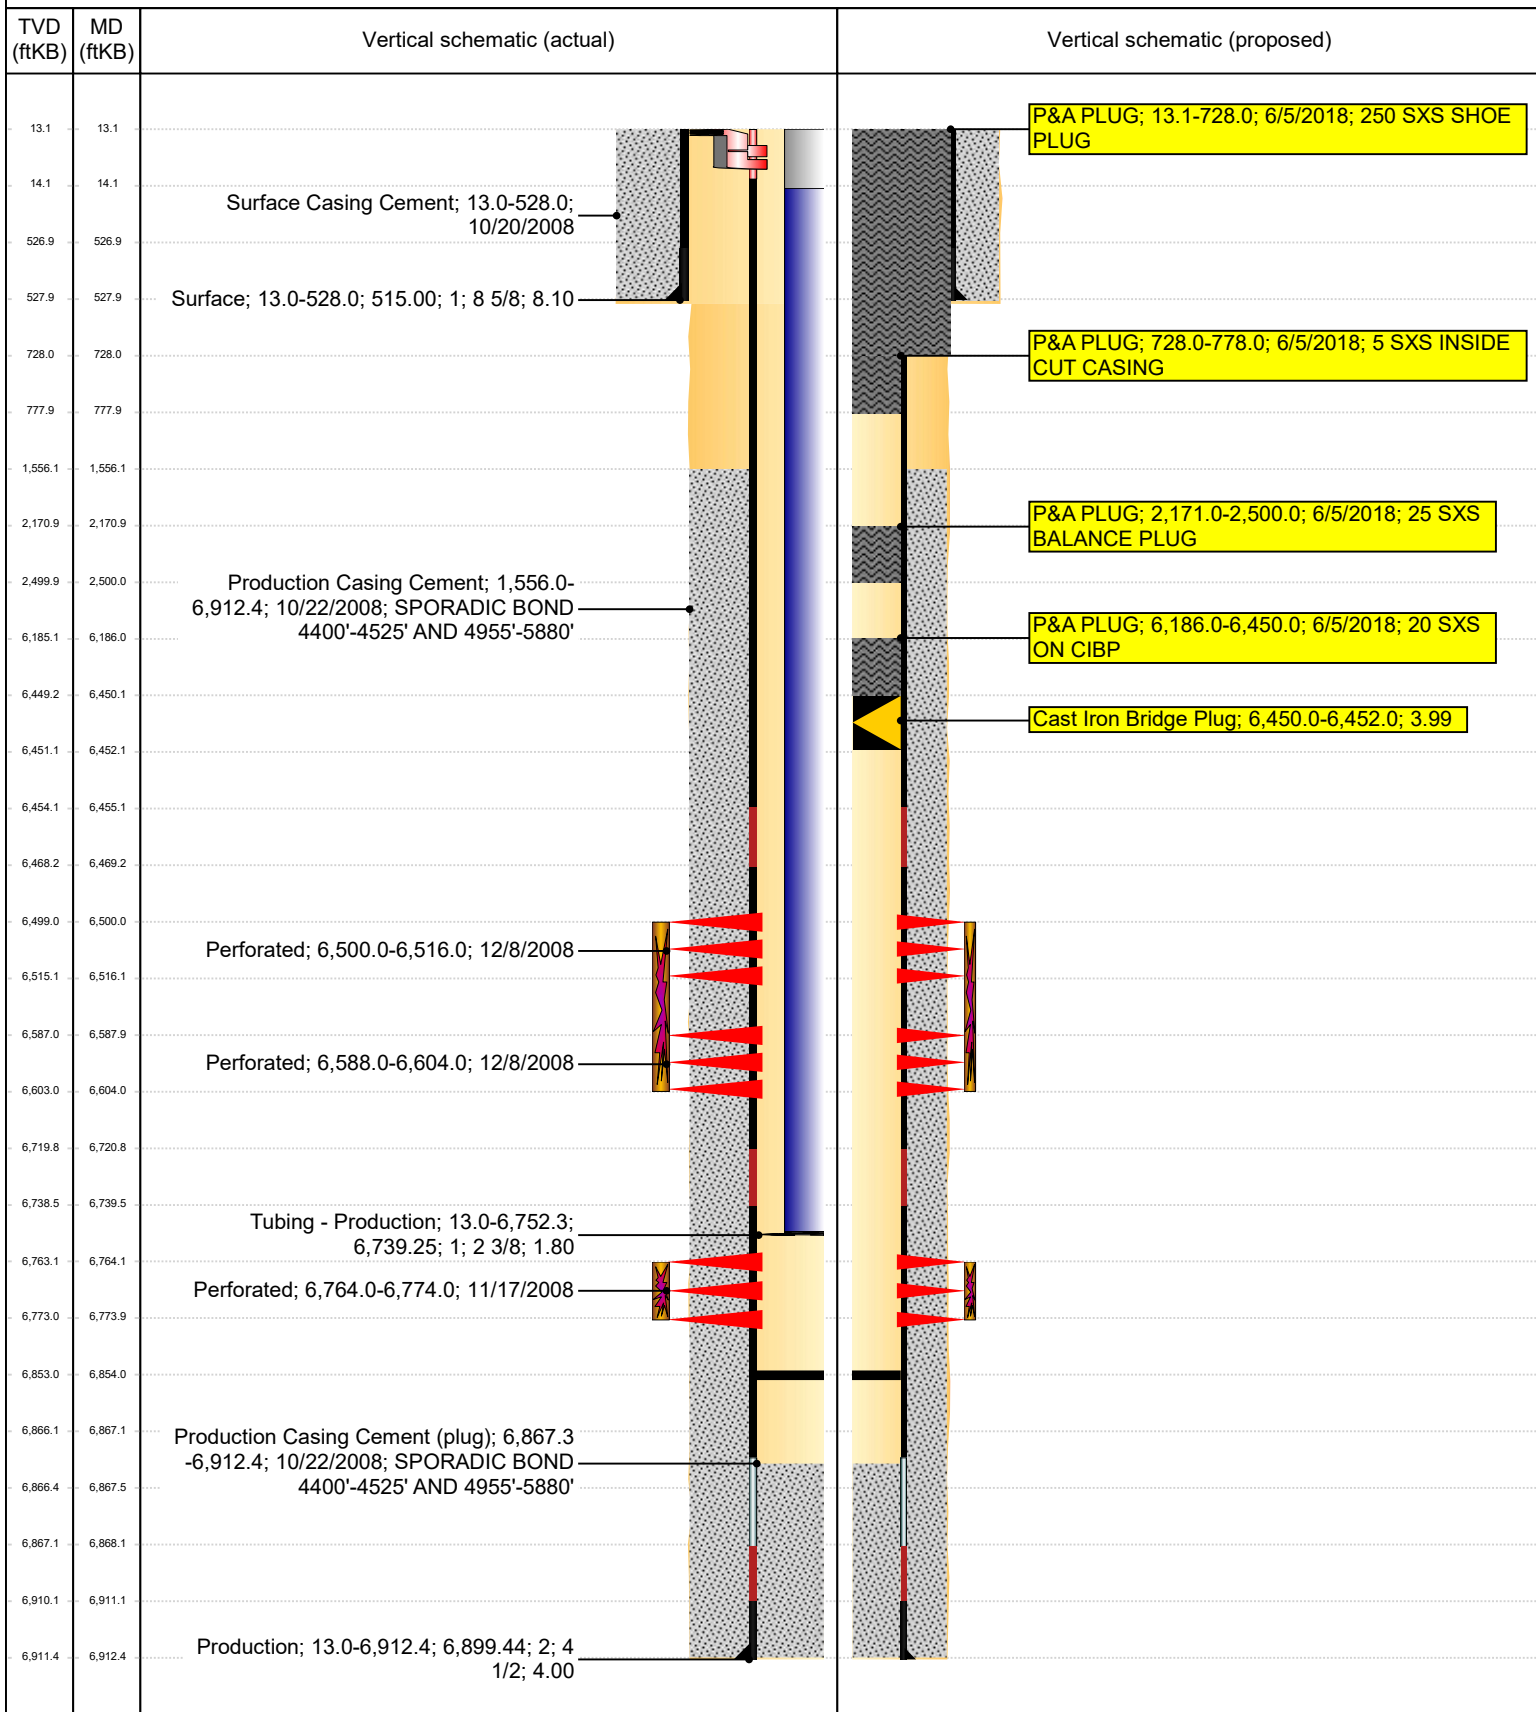 TVD
(ftKB)
MD
(ftKB)
Vertical schematic (actual)
Vertical schematic (proposed)
13.1 13.1
14.1 14.1
526.9 526.9
527.9 527.9
728.0 728.0
777.9 777.9
1,556.1 1,556.1
2,170.9 2,170.9
2,499.9 2,500.0
6,185.1 6,186.0
6,449.2 6,450.1
6,451.1 6,452.1
6,454.1 6,455.1
6,468.2 6,469.2
6,499.0 6,500.0
6,515.1 6,516.1
6,587.0 6,587.9
6,603.0 6,604.0
6,719.8 6,720.8
6,738.5 6,739.5
6,763.1 6,764.1
6,773.0 6,773.9
6,853.0 6,854.0
6,866.1 6,867.1
6,866.4 6,867.5
6,867.1 6,868.1
6,910.1 6,911.1
6,911.4 6,912.4
Surface Casing Cement; 13.0-528.0;
10/20/2008
Surface; 13.0-528.0; 515.00; 1; 8 5/8; 8.10
Production Casing Cement; 1,556.0-
6,912.4; 10/22/2008; SPORADIC BOND
4400'-4525' AND 4955'-5880'
Perforated; 6,500.0-6,516.0; 12/8/2008
Perforated; 6,588.0-6,604.0; 12/8/2008
Tubing - Production; 13.0-6,752.3;
6,739.25; 1; 2 3/8; 1.80
Perforated; 6,764.0-6,774.0; 11/17/2008
Production Casing Cement (plug); 6,867.3
-6,912.4; 10/22/2008; SPORADIC BOND
4400'-4525' AND 4955'-5880'
Production; 13.0-6,912.4; 6,899.44; 2; 4
1/2; 4.00
P&A PLUG; 13.1-728.0; 6/5/2018; 250 SXS SHOE
PLUG
P&A PLUG; 728.0-778.0; 6/5/2018; 5 SXS INSIDE
CUT CASING
P&A PLUG; 2,171.0-2,500.0; 6/5/2018; 25 SXS
BALANCE PLUG
P&A PLUG; 6,186.0-6,450.0; 6/5/2018; 20 SXS
ON CIBP
Cast Iron Bridge Plug; 6,450.0-6,452.0; 3.99